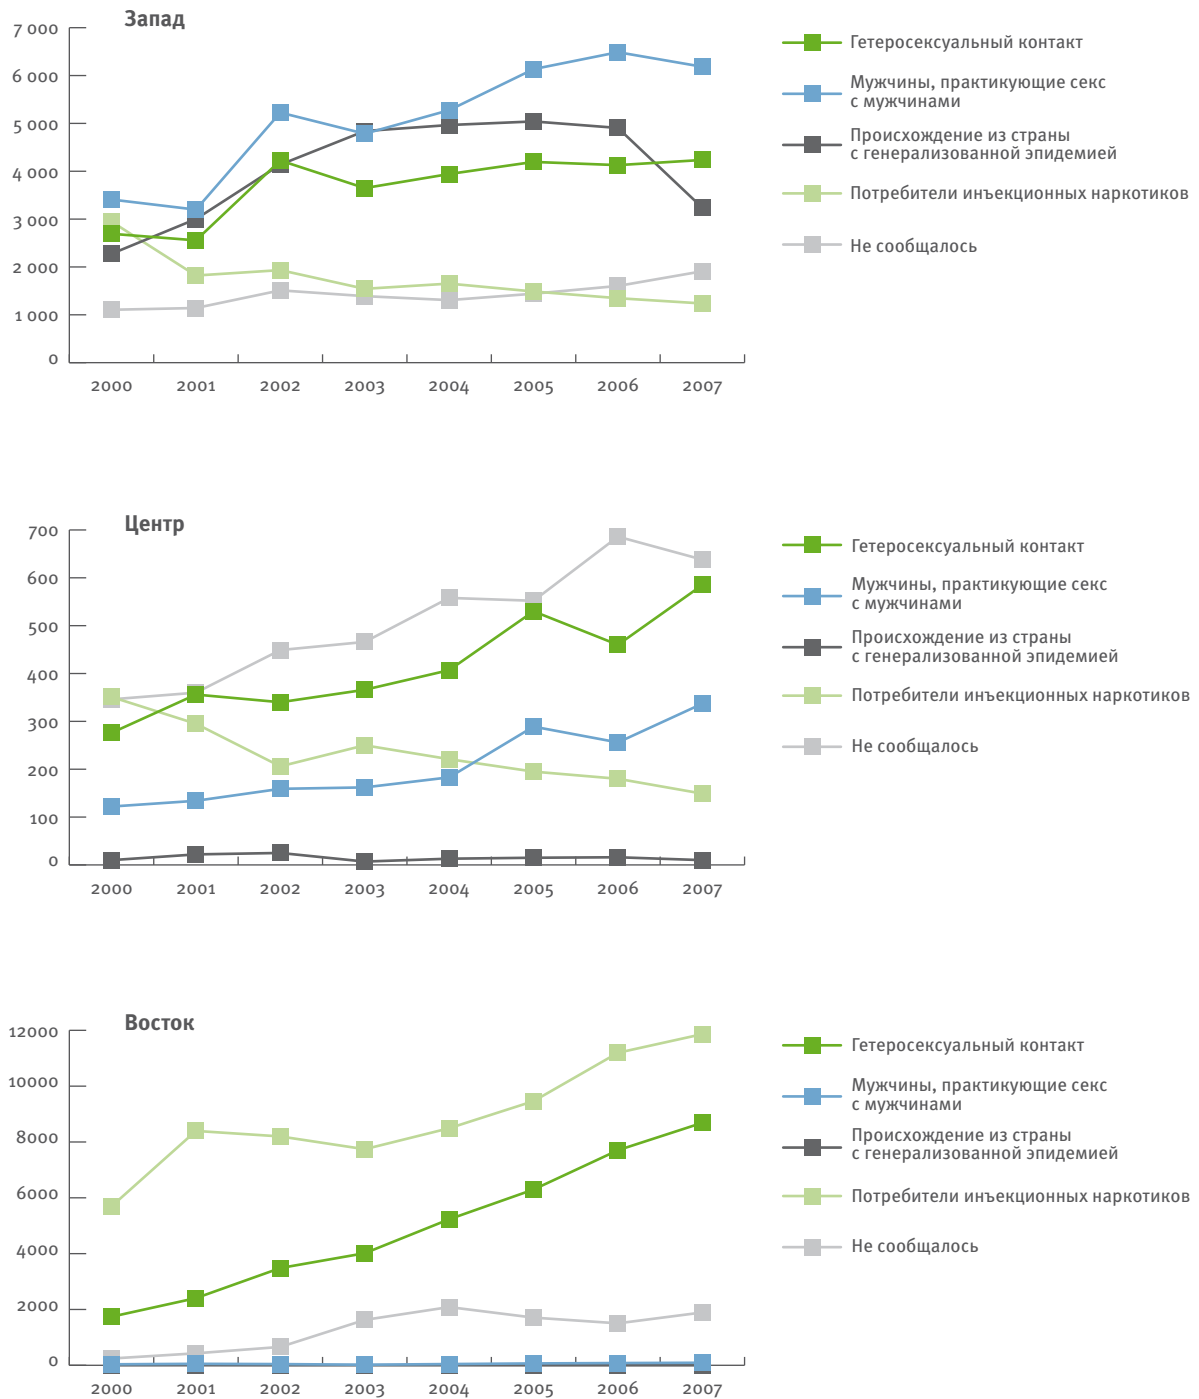 Запад
7 000
6 000
5 000
4 000
3 000
2 000
1 000
0
2000 2001 2002 2003 2004 2005 2006 2007
Гетеросексуальный контакт
Мужчины, практикующие секс
с мужчинами
Происхождение из страны
с генерализованной эпидемией
Потребители инъекционных наркотиков
Не сообщалось
Центр
700
600
500
400
300
200
100
0
2000 2001 2002 2003 2004 2005 2006 2007
Гетеросексуальный контакт
Мужчины, практикующие секс
с мужчинами
Происхождение из страны
с генерализованной эпидемией
Потребители инъекционных наркотиков
Не сообщалось
Восток
12000
10000
8000
6000
4000
2000
0
2000 2001 2002 2003 2004 2005 2006 2007
Гетеросексуальный контакт
Мужчины, практикующие секс
с мужчинами
Происхождение из страны
с генерализованной эпидемией
Потребители инъекционных наркотиков
Не сообщалось